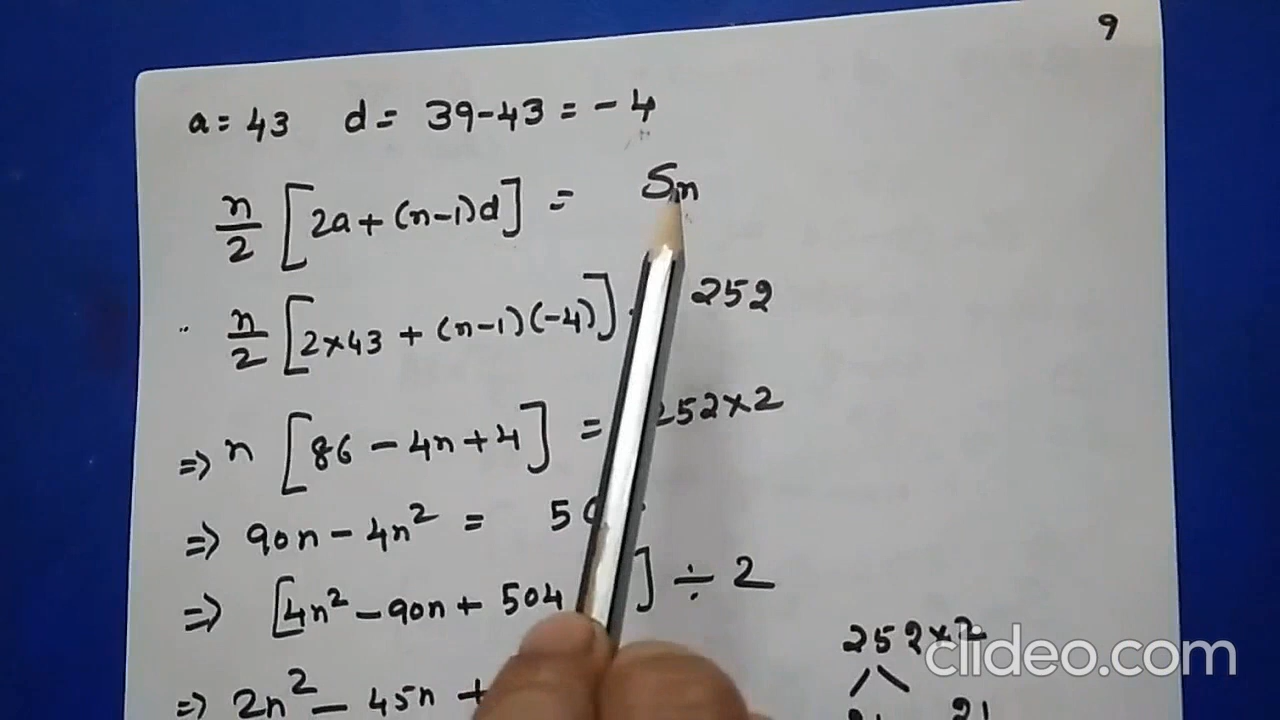 9
a = 43 d = 39-43 = -4
n/2 [2a + (n-1)d] = Sn
n/2 [2×43 + (n-1)(-4)] 252
⇒ n [86 - 4n + 4] = 252×2
⇒ 90n - 4n² = 50
⇒ [4n² - 90n + 504 ] ÷ 2
252×2
clideo.com
⇒ 2n² - 45n +
21